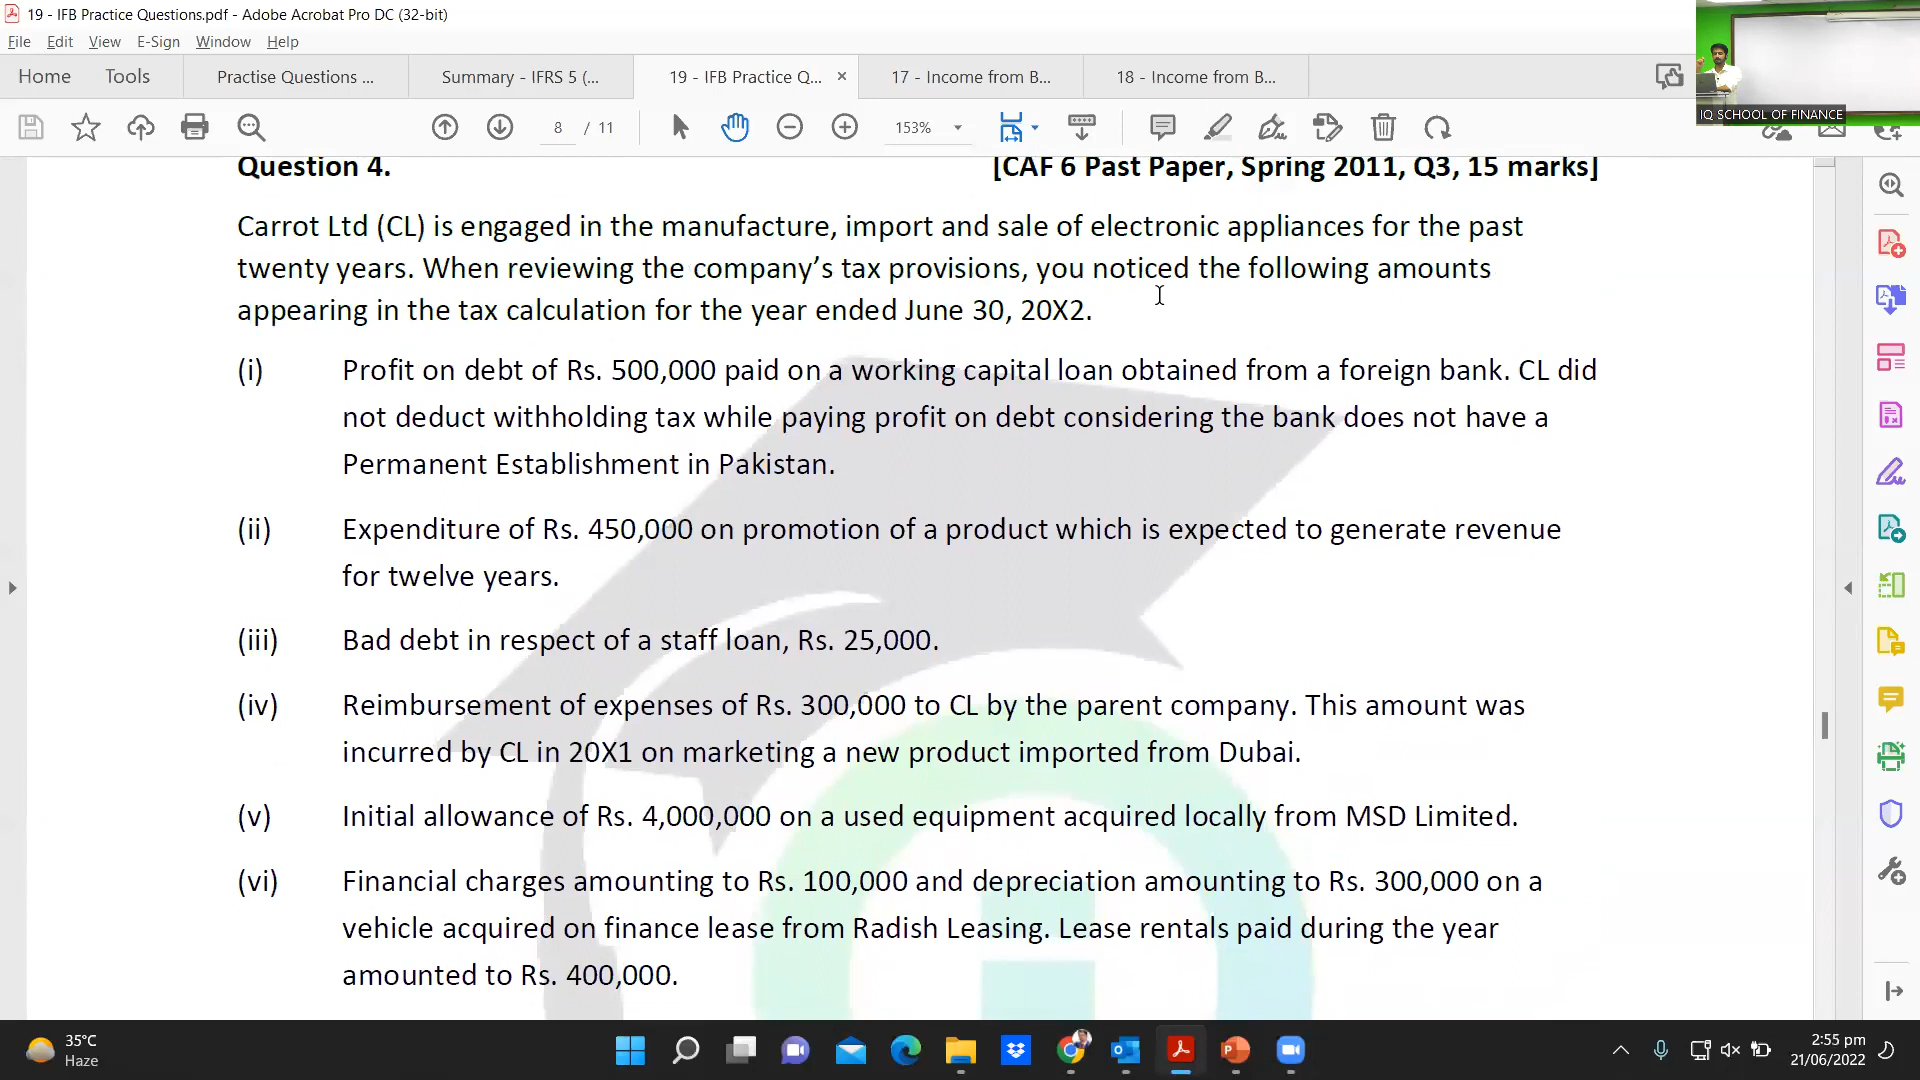 19 - IFB Practice Questions.pdf - Adobe Acrobat Pro DC (32-bit)
File Edit View E-Sign Window Help
Home Tools Practise Questions ... Summary - IFRS 5 (... 19 - IFB Practice Q... × 17 - Income from B... 18 - Income from B...
IQ SCHOOL OF FINANCE
8 / 11 153%
Question 4. [CAF 6 Past Paper, Spring 2011, Q3, 15 marks]
Carrot Ltd (CL) is engaged in the manufacture, import and sale of electronic appliances for the past
twenty years. When reviewing the company’s tax provisions, you noticed the following amounts
appearing in the tax calculation for the year ended June 30, 20X2.
(i) Profit on debt of Rs. 500,000 paid on a working capital loan obtained from a foreign bank. CL did
not deduct withholding tax while paying profit on debt considering the bank does not have a
Permanent Establishment in Pakistan.
(ii) Expenditure of Rs. 450,000 on promotion of a product which is expected to generate revenue
for twelve years.
(iii) Bad debt in respect of a staff loan, Rs. 25,000.
(iv) Reimbursement of expenses of Rs. 300,000 to CL by the parent company. This amount was
incurred by CL in 20X1 on marketing a new product imported from Dubai.
(v) Initial allowance of Rs. 4,000,000 on a used equipment acquired locally from MSD Limited.
(vi) Financial charges amounting to Rs. 100,000 and depreciation amounting to Rs. 300,000 on a
vehicle acquired on finance lease from Radish Leasing. Lease rentals paid during the year
amounted to Rs. 400,000.
35°C
Haze
2:55 pm
21/06/2022